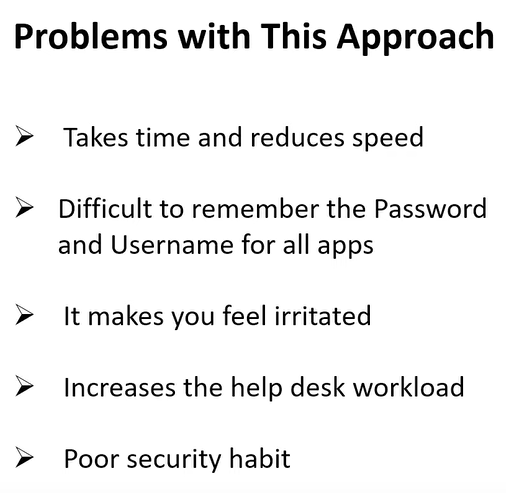 Problems with This Approach
➢ Takes time and reduces speed
➢ Difficult to remember the Password
and Username for all apps
➢ It makes you feel irritated
➢ Increases the help desk workload
➢ Poor security habit